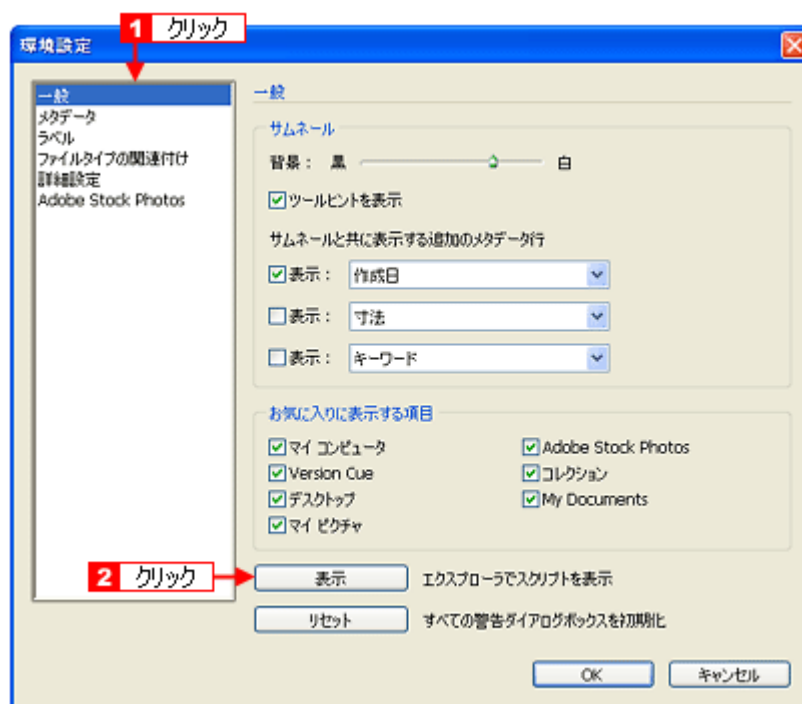 1 クリック
環境設定
一般
メタデータ
ラベル
ファイルタイプの関連付け
詳細設定
Adobe Stock Photos
一般
サムネール
背景： 黒 白
ツールヒントを表示
サムネールと共に表示する追加のメタデータ行
表示： 作成日
表示： 寸法
表示： キーワード
お気に入りに表示する項目
マイ コンピュータ Adobe Stock Photos
Version Cue コレクション
デスクトップ My Documents
マイ ピクチャ
2 クリック 表示 エクスプローラでスクリプトを表示
リセット すべての警告ダイアログボックスを初期化
OK キャンセル